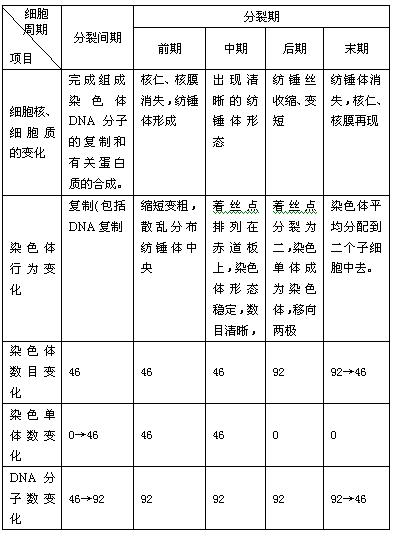 细胞
周期
项目
分裂间期
分裂期
前期
中期
后期
末期
细胞核、
细胞质
的变化
完成组成
染色体
DNA 分子
的复制和
有关蛋白
质的合成。
核仁、核膜
消失，纺锤
体形成
出现清
晰的纺
锤体形
态
纺锤丝
收缩、变
短
纺锤体消
失，核仁、
核膜再现
染色体
行为变
化
复制(包括
DNA 复制
缩短变粗，
散乱分布
纺锤体中
央
着丝点
排列在
赤道板
上，染色
体形态
稳定，数
目清晰，
着丝点
分裂为
二，染色
单体成
为染色
体，移向
两极
染色体平
均分配到
二个子细
胞中去。
染色体
数目变
化
46
46
46
92
92→46
染色单
体数变
化
0→46
46
46
0
0
DNA 分
子数变
化
46→92
92
92
92
92→46